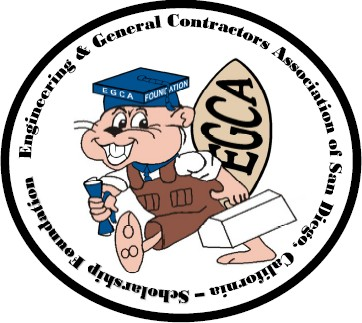 Engineering & General Contractors Association of San Diego, California – Scholarship Foundation
EGCA FOUNDATION
EGCA